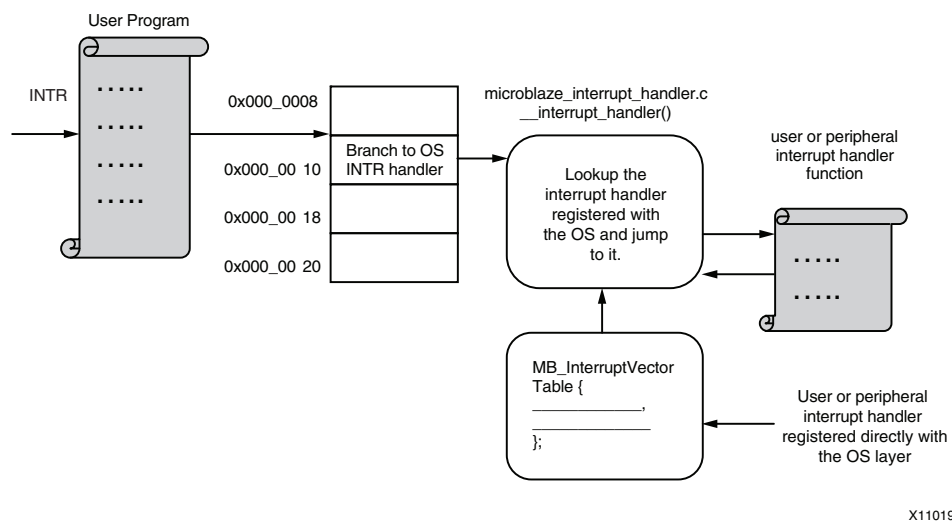 User Program
INTR
.....
.....
.....
.....
0x000_0008
0x000_00 10
0x000_00 18
0x000_00 20
Branch to OS
INTR handler
microblaze_interrupt_handler.c
__interrupt_handler()
Lookup the
interrupt handler
registered with
the OS and jump
to it.
user or peripheral
interrupt handler
function
.....
.....
MB_InterruptVector
Table {
____________,
_____________
};
User or peripheral
interrupt handler
registered directly with
the OS layer
X11019